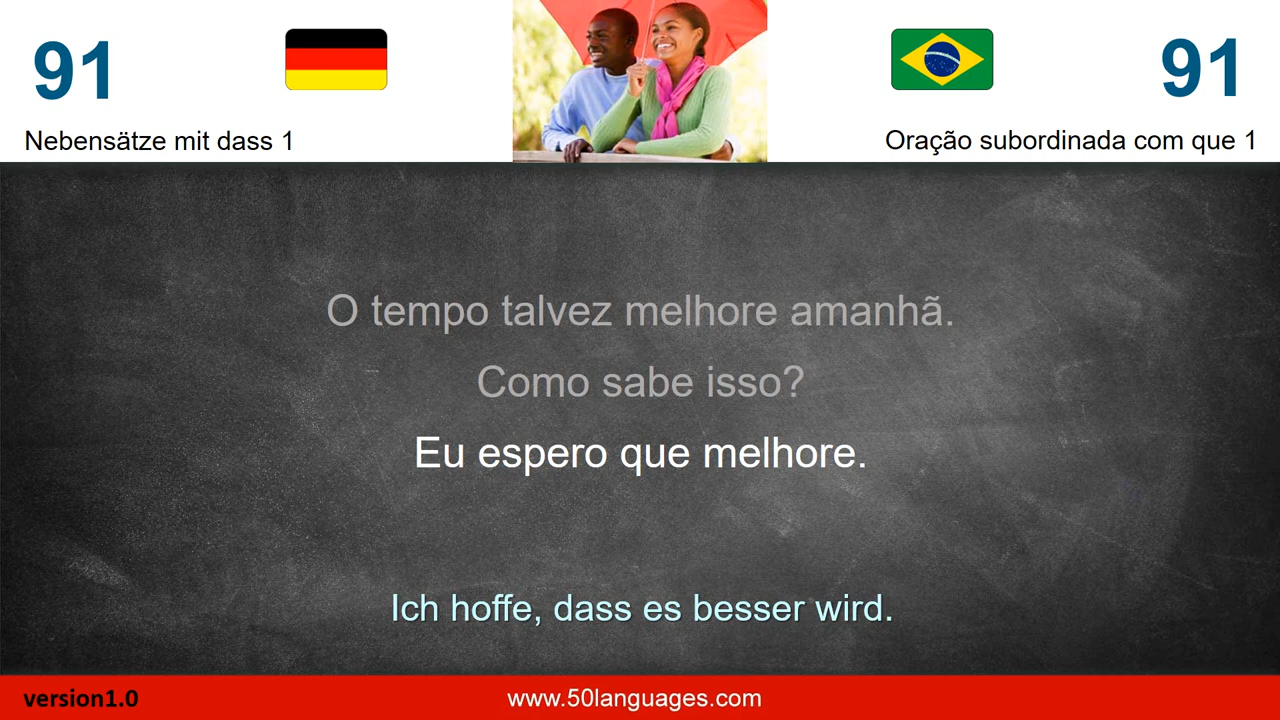 91
91
Nebensätze mit dass 1
Oração subordinada com que 1
O tempo talvez melhore amanhã.
Como sabe isso?
Eu espero que melhore.
Ich hoffe, dass es besser wird.
version1.0
www.50languages.com